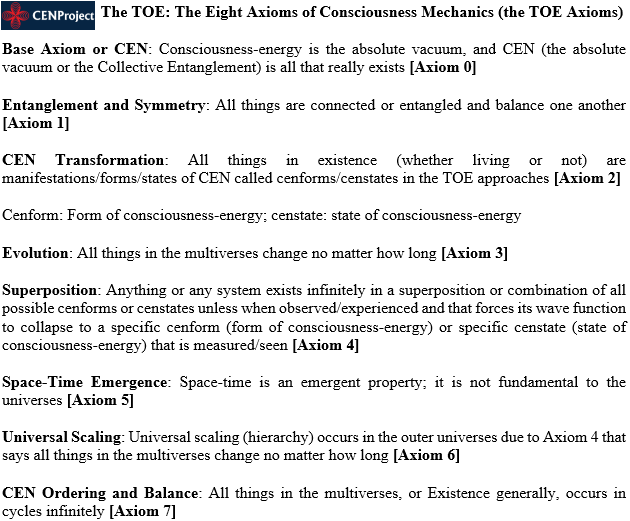 CENProject The TOE: The Eight Axioms of Consciousness Mechanics (the TOE Axioms)
Base Axiom or CEN: Consciousness-energy is the absolute vacuum, and CEN (the absolute
vacuum or the Collective Entanglement) is all that really exists [Axiom 0]
Entanglement and Symmetry: All things are connected or entangled and balance one another
[Axiom 1]
CEN Transformation: All things in existence (whether living or not) are
manifestations/forms/states of CEN called cenforms/censtates in the TOE approaches [Axiom 2]
Cenform: Form of consciousness-energy; censtate: state of consciousness-energy
Evolution: All things in the multiverses change no matter how long [Axiom 3]
Superposition: Anything or any system exists infinitely in a superposition or combination of all
possible cenforms or censtates unless when observed/experienced and that forces its wave function
to collapse to a specific cenform (form of consciousness-energy) or specific censtate (state of
consciousness-energy) that is measured/seen [Axiom 4]
Space-Time Emergence: Space-time is an emergent property; it is not fundamental to the
universes [Axiom 5]
Universal Scaling: Universal scaling (hierarchy) occurs in the outer universes due to Axiom 4 that
says all things in the multiverses change no matter how long [Axiom 6]
CEN Ordering and Balance: All things in the multiverses, or Existence generally, occurs in
cycles infinitely [Axiom 7]